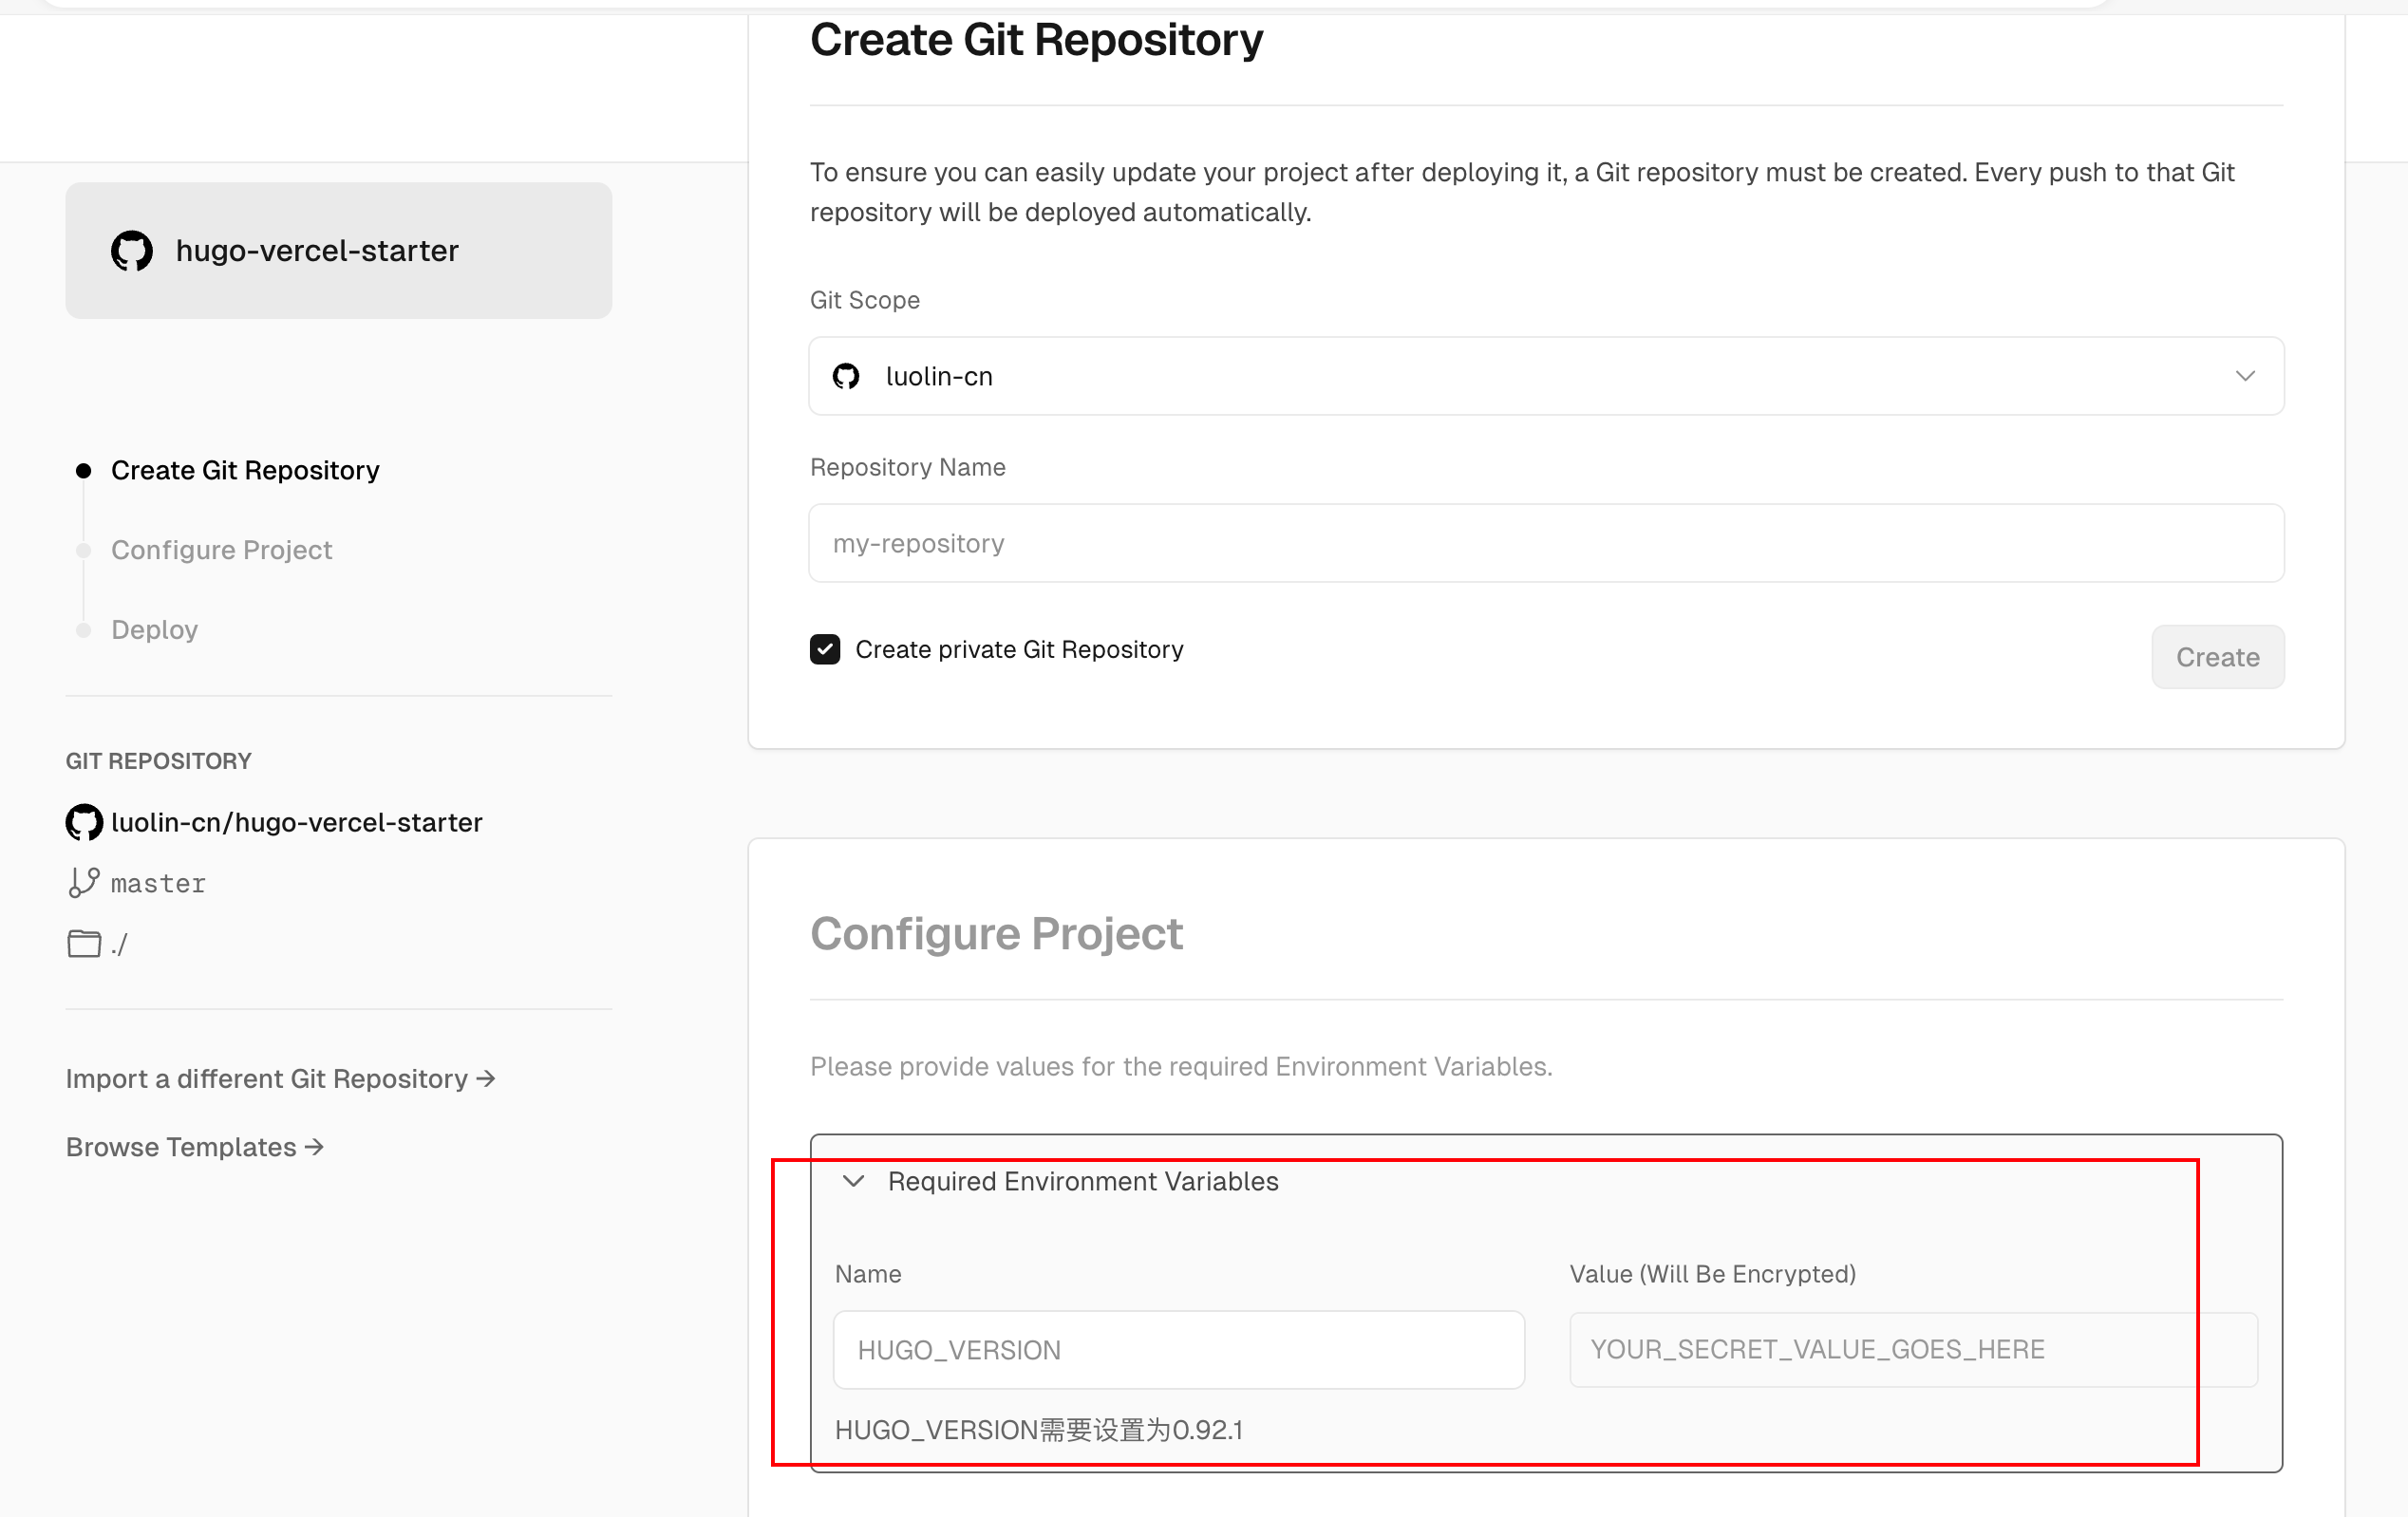 hugo-vercel-starter
Create Git Repository
Configure Project
Deploy
GIT REPOSITORY
luolin-cn/hugo-vercel-starter
master
./
Import a different Git Repository →
Browse Templates →
Create Git Repository
To ensure you can easily update your project after deploying it, a Git repository must be created. Every push to that Git
repository will be deployed automatically.
Git Scope
luolin-cn
Repository Name
my-repository
Create private Git Repository
Create
Configure Project
Please provide values for the required Environment Variables.
Required Environment Variables
Name
Value (Will Be Encrypted)
HUGO_VERSION
YOUR_SECRET_VALUE_GOES_HERE
HUGO_VERSION需要设置为0.92.1